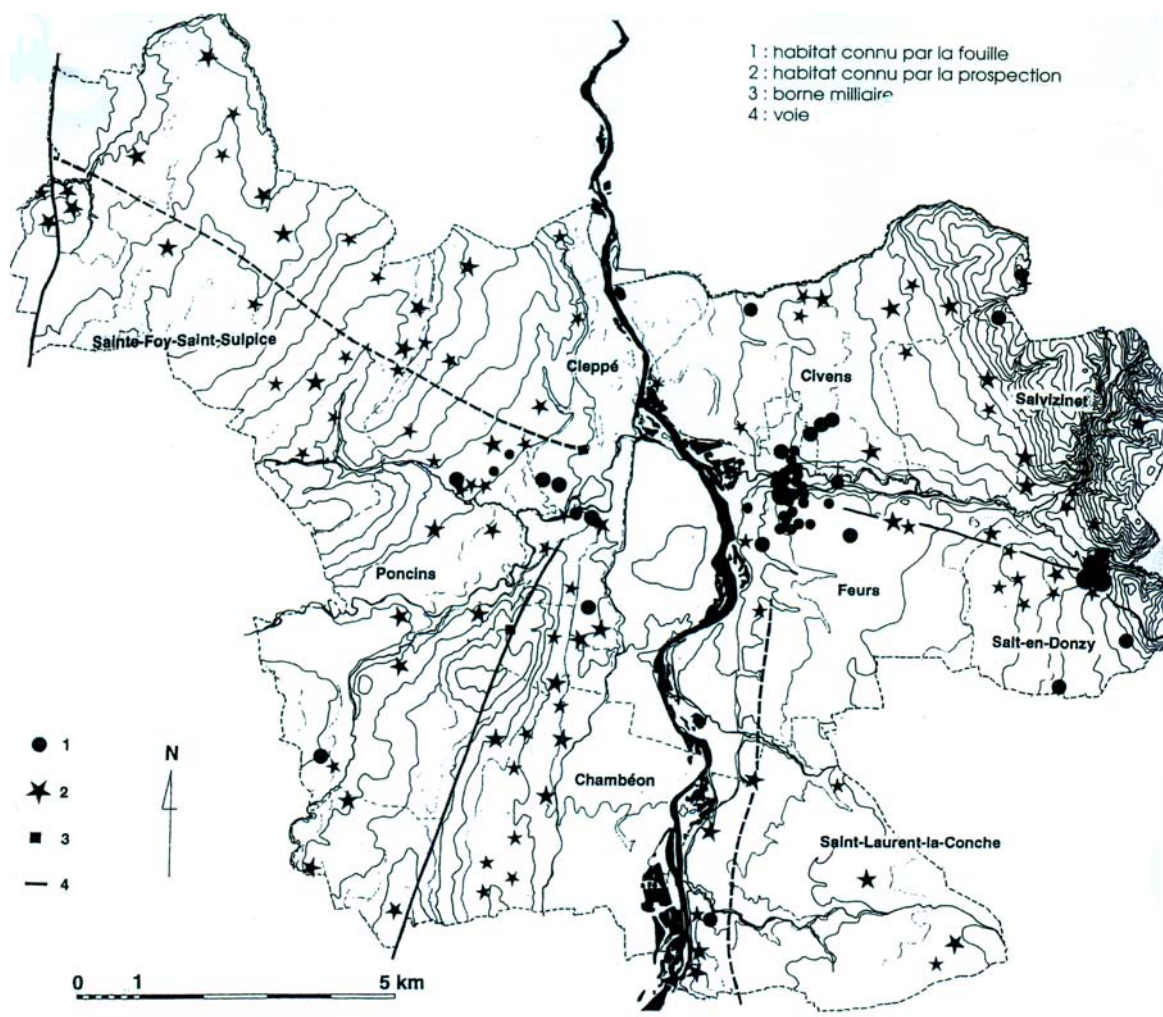 1 : habitat connu par la fouille
2 : habitat connu par la prospection
3 : borne milliaire
4 : voie
Sainte-Foy-Saint-Sulpice
Cleppé
Civens
Salvizinet
Poncins
Feurs
Salt-en-Donzy
Chambéon
Saint-Laurent-la-Conche
1
2
3
4
N
0 1 5 km